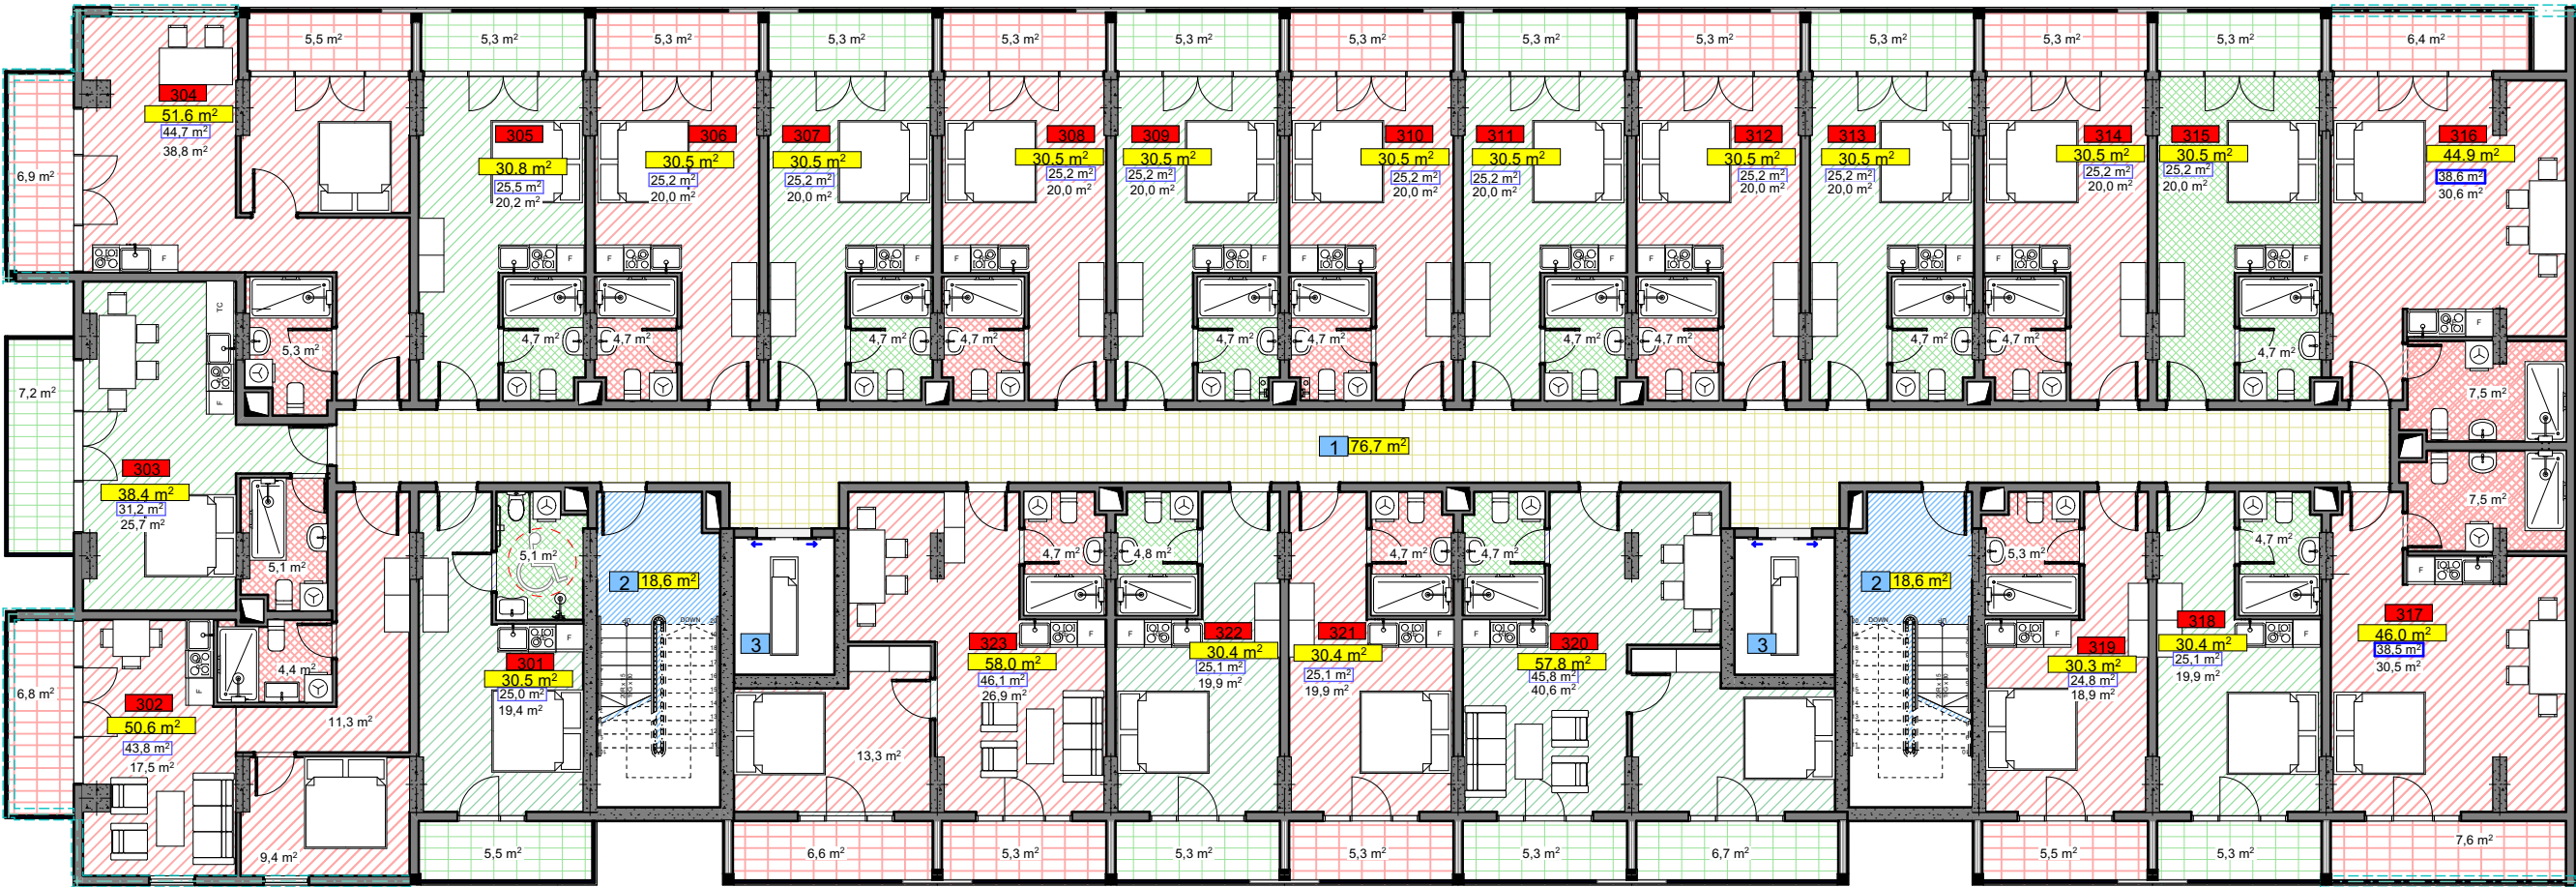 5,5 m²
5,3 m²
5,3 m²
5,3 m²
5,3 m²
5,3 m²
5,3 m²
5,3 m²
5,3 m²
5,3 m²
5,3 m²
5,3 m²
6,4 m²
304
51.6 m²
44,7 m²
38,8 m²
6,9 m²
305
30.8 m²
25,5 m²
20,2 m²
306
30.5 m²
25,2 m²
20,0 m²
307
30.5 m²
25,2 m²
20,0 m²
308
30.5 m²
25,2 m²
20,0 m²
309
30.5 m²
25,2 m²
20,0 m²
310
30.5 m²
25,2 m²
20,0 m²
311
30.5 m²
25,2 m²
20,0 m²
312
30.5 m²
25,2 m²
20,0 m²
313
30.5 m²
25,2 m²
20,0 m²
314
30.5 m²
25,2 m²
20,0 m²
315
30.5 m²
25,2 m²
20,0 m²
316
44.9 m²
38,6 m²
30,6 m²
F
F
F
F
F
F
F
F
F
F
F
F
F
TC
F
5,3 m²
4,7 m²
4,7 m²
4,7 m²
4,7 m²
4,7 m²
4,7 m²
4,7 m²
4,7 m²
4,7 m²
4,7 m²
4,7 m²
7,5 m²
7,2 m²
1 76,7 m²
303
38.4 m²
31,2 m²
25,7 m²
5,1 m²
5,1 m²
2 18,6 m²
4,7 m²
4,8 m²
4,7 m²
4,7 m²
2 18,6 m²
5,3 m²
4,7 m²
7,5 m²
DOWN
DOWN
3
3
F
F
F
F
F
F
F
F
F
6,8 m²
4,4 m²
302
50.6 m²
43,8 m²
17,5 m²
11,3 m²
9,4 m²
301
30.5 m²
25,0 m²
19,4 m²
13,3 m²
323
58.0 m²
46,1 m²
26,9 m²
322
30.4 m²
25,1 m²
19,9 m²
321
30.4 m²
25,1 m²
19,9 m²
320
57.8 m²
45,8 m²
40,6 m²
319
30.3 m²
24,8 m²
18,9 m²
318
30.4 m²
25,1 m²
19,9 m²
317
46.0 m²
38,5 m²
30,5 m²
5,5 m²
6,6 m²
5,3 m²
5,3 m²
5,3 m²
5,3 m²
6,7 m²
5,5 m²
5,3 m²
7,6 m²